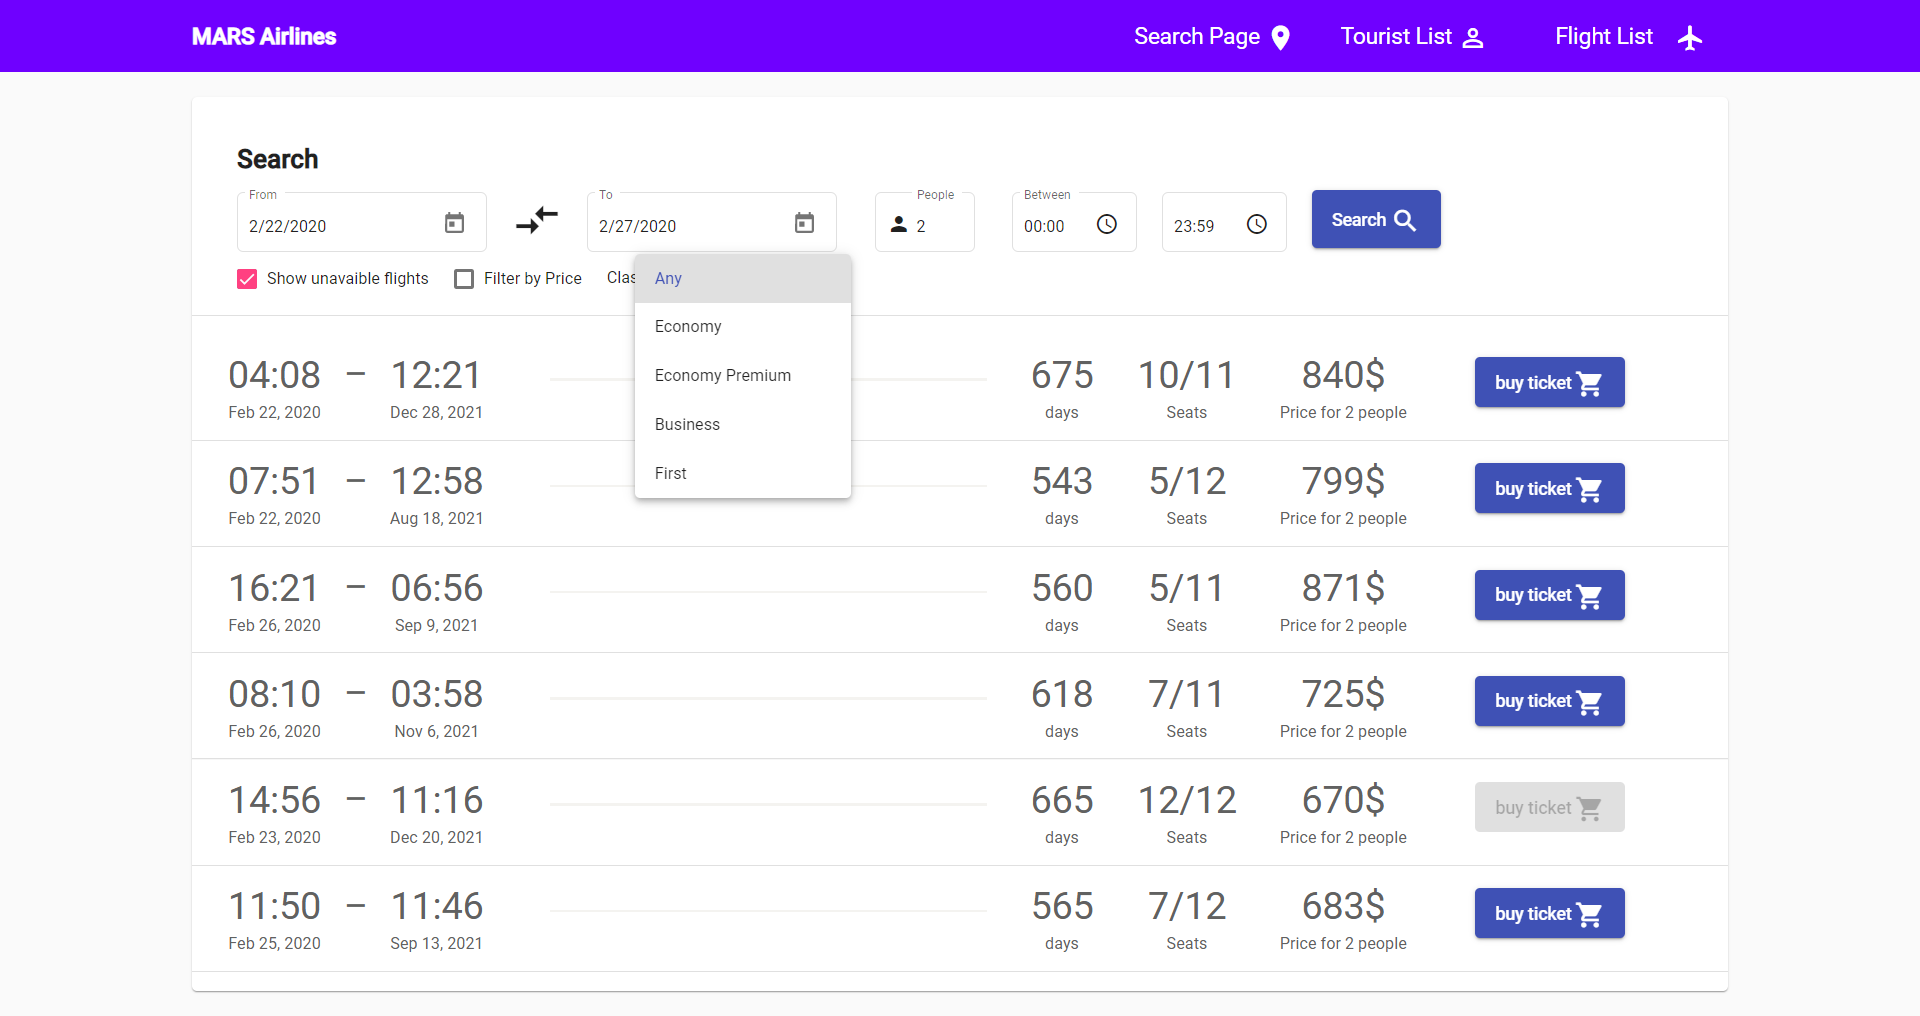 MARS Airlines
Search Page
Tourist List
Flight List
Search
From
To
People
Between
2/22/2020
2/27/2020
2
00:00
23:59
Search
Show unavaible flights
Filter by Price
Clas
Any
Economy
Economy Premium
Business
First
04:08 – 12:21 675 10/11 840$ buy ticket
Feb 22, 2020 Dec 28, 2021 days Seats Price for 2 people
07:51 – 12:58 543 5/12 799$ buy ticket
Feb 22, 2020 Aug 18, 2021 days Seats Price for 2 people
16:21 – 06:56 560 5/11 871$ buy ticket
Feb 26, 2020 Sep 9, 2021 days Seats Price for 2 people
08:10 – 03:58 618 7/11 725$ buy ticket
Feb 26, 2020 Nov 6, 2021 days Seats Price for 2 people
14:56 – 11:16 665 12/12 670$ buy ticket
Feb 23, 2020 Dec 20, 2021 days Seats Price for 2 people
11:50 – 11:46 565 7/12 683$ buy ticket
Feb 25, 2020 Sep 13, 2021 days Seats Price for 2 people